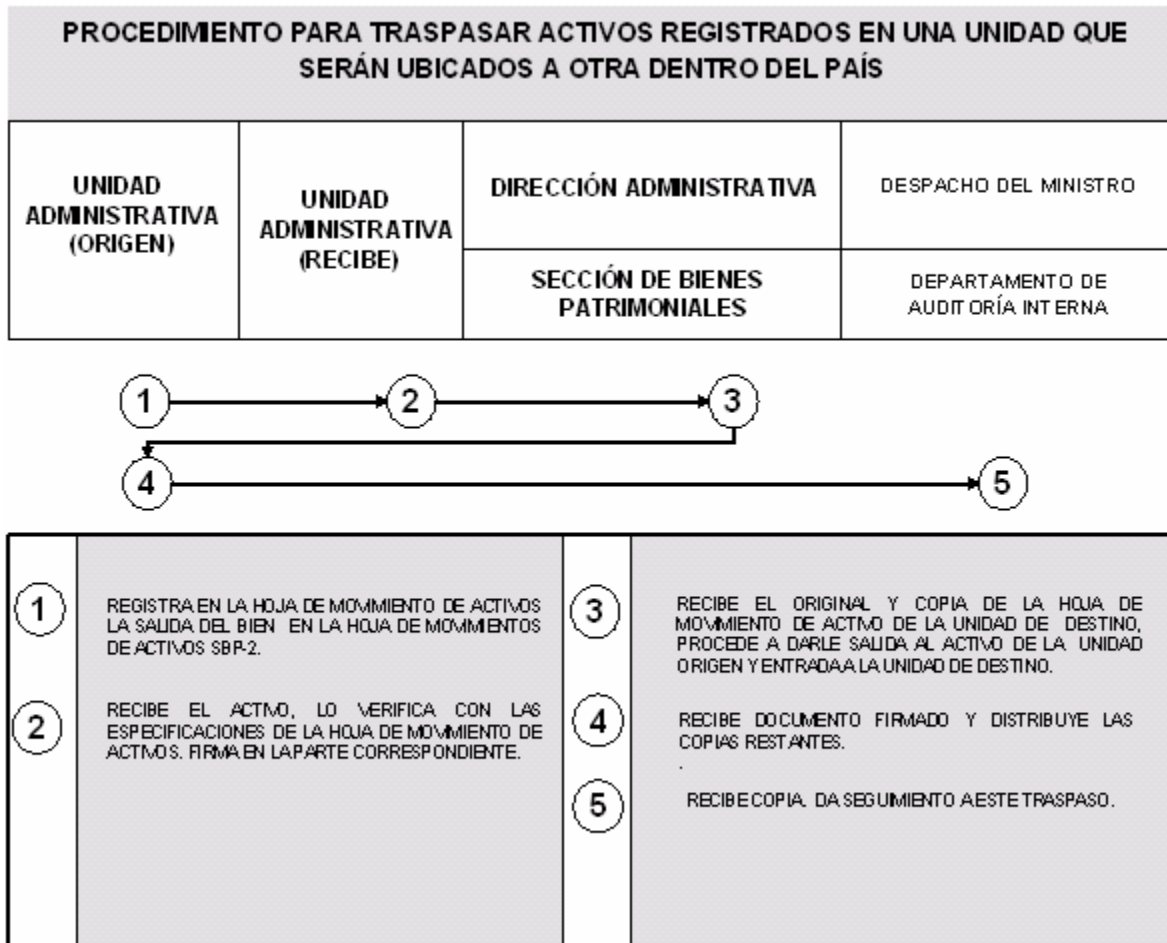 PROCEDIMIENTO PARA TRASPASAR ACTIVOS REGISTRADOS EN UNA UNIDAD QUE
SERÁN UBICADOS A OTRA DENTRO DEL PAÍS
UNIDAD
ADMINISTRATIVA
(ORIGEN)
UNIDAD
ADMINISTRATIVA
(RECIBE)
DIRECCIÓN ADMINISTRATIVA
SECCIÓN DE BIENES
PATRIMONIALES
DESPACHO DEL MINISTRO
DEPARTAMENTO DE
AUDITORÍA INTERNA
1
2
3
4
5
1
REGISTRA EN LA HOJA DE MOVIMIENTO DE ACTIVOS
LA SALIDA DEL BIEN EN LA HOJA DE MOVIMIENTOS
DE ACTIVOS SBP-2.
2
RECIBE EL ACTIVO, LO VERIFICA CON LAS
ESPECIFICACIONES DE LA HOJA DE MOVIMIENTO DE
ACTIVOS. FIRMA EN LA PARTE CORRESPONDIENTE.
3
RECIBE EL ORIGINAL Y COPIA DE LA HOJA DE
MOVIMIENTO DE ACTIVO DE LA UNIDAD DE DESTINO,
PROCEDE A DARLE SALIDA AL ACTIVO DE LA UNIDAD
ORIGEN Y ENTRADA A LA UNIDAD DE DESTINO.
4
RECIBE DOCUMENTO FIRMADO Y DISTRIBUYE LAS
COPIAS RESTANTES.
.
5
RECIBE COPIA. DA SEGUIMIENTO A ESTE TRASPASO.